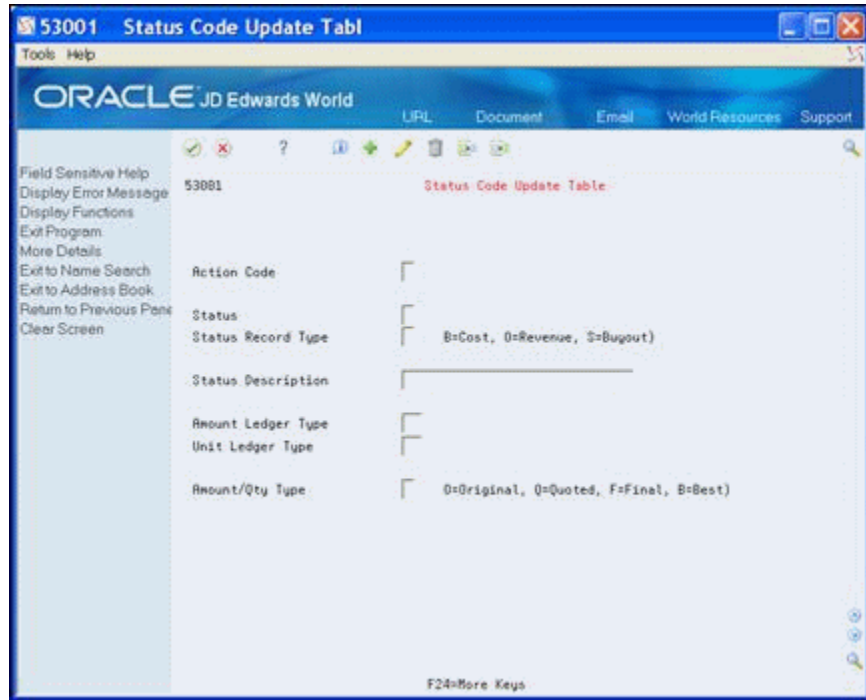 53001 Status Code Update Tabl
Tools Help
ORACLE JD Edwards World
URL Document Email World Resources Support
?
Field Sensitive Help
Display Error Message
Display Functions
Exit Program
More Details
Exit to Name Search
Exit to Address Book
Return to Previous Pane
Clear Screen
53001 Status Code Update Table
Action Code
Status
Status Record Type B=Cost, O=Revenue, S=Buyout)
Status Description
Amount Ledger Type
Unit Ledger Type
Amount/Qty Type O=Original, Q=Quoted, F=Final, B=Best)
F24=More Keys